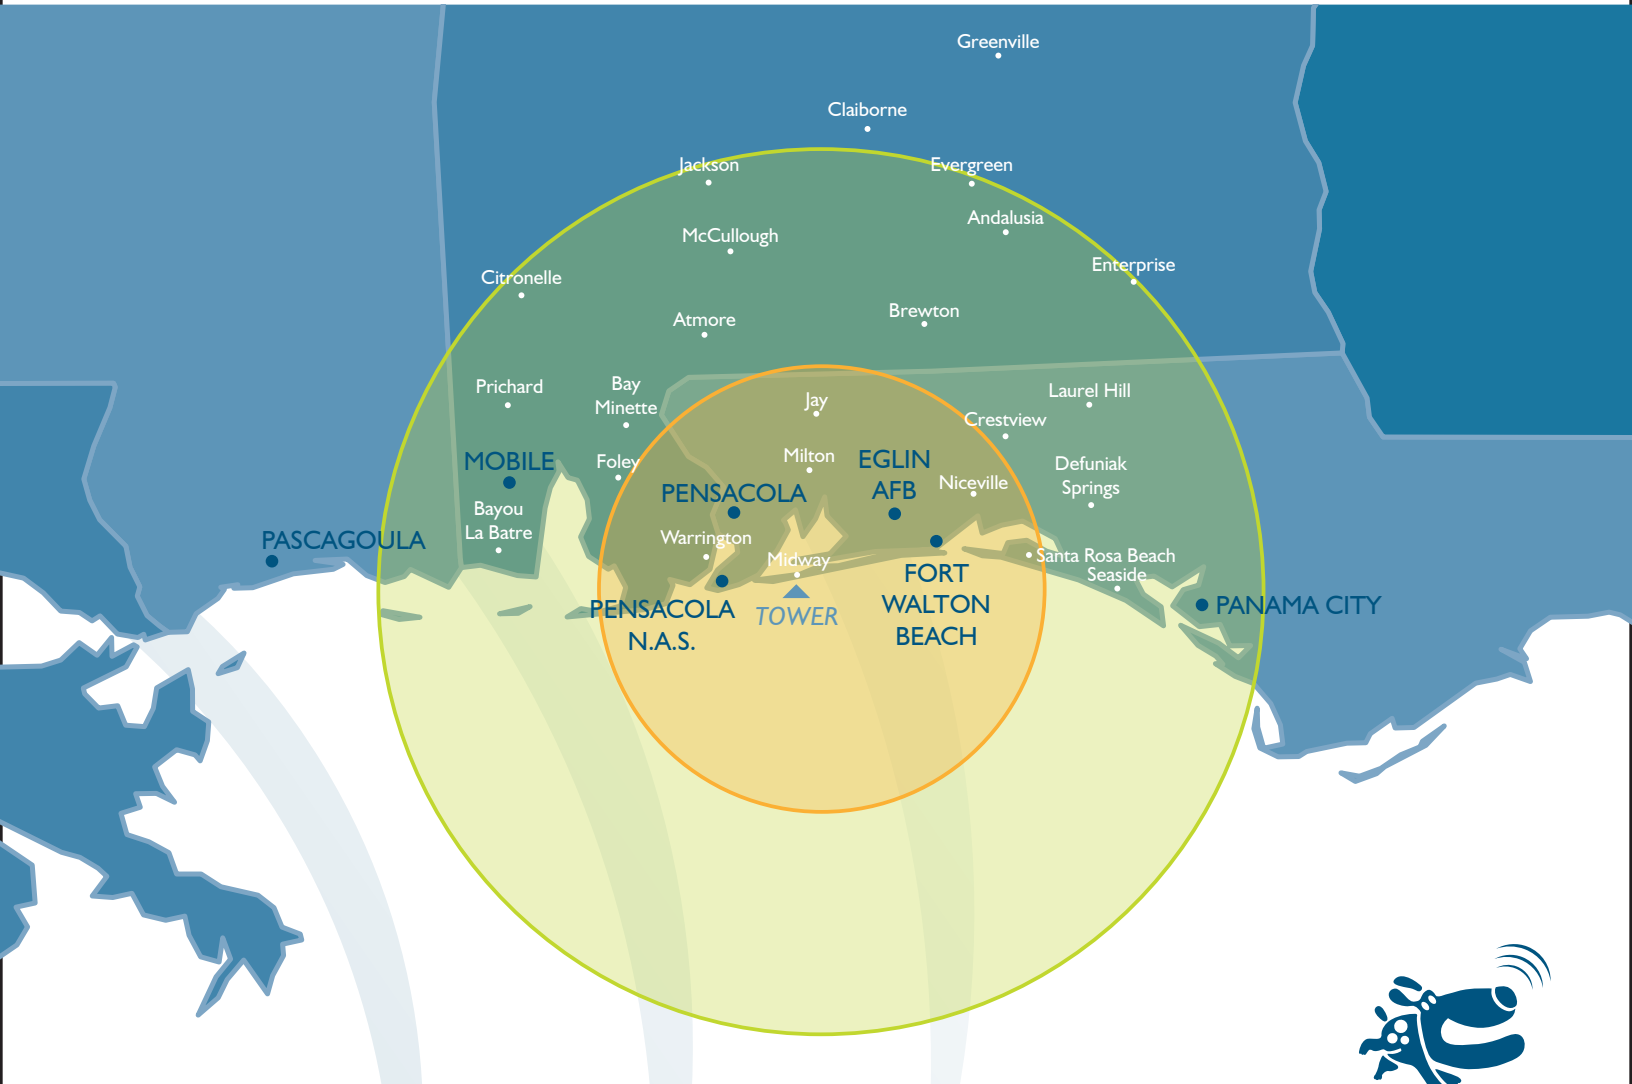 Greenville
Claiborne
Jackson
Evergreen
Andalusia
McCullough
Enterprise
Citronelle
Brewton
Atmore
Prichard
Bay
Minette
Jay
Laurel Hill
Crestview
MOBILE
Foley
Milton
EGLIN
AFB
Defuniak
Springs
Niceville
PENSACOLA
Bayou
La Batre
PASCAGOULA
Warrington
Midway
Santa Rosa Beach
Seaside
FORT
WALTON
BEACH
PENSACOLA
N.A.S.
TOWER
PANAMA CITY